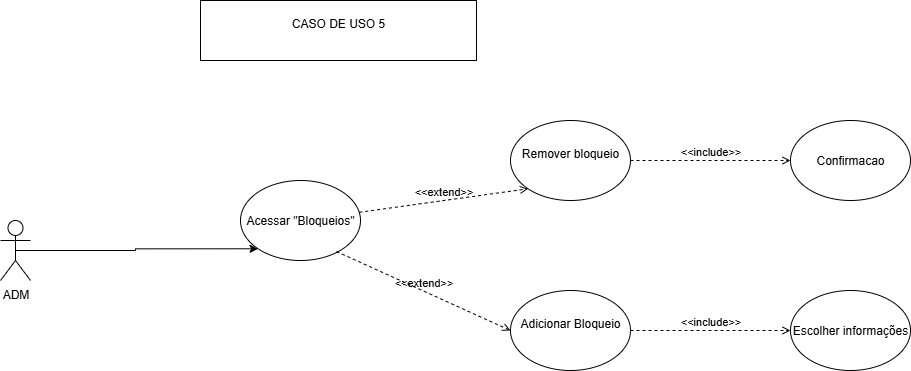 CASO DE USO 5
Remover bloqueio
<<include>>
Confirmacao
<<extend>>
Acessar "Bloqueios"
ADM
<<extend>>
Adicionar Bloqueio
<<include>>
Escolher informações